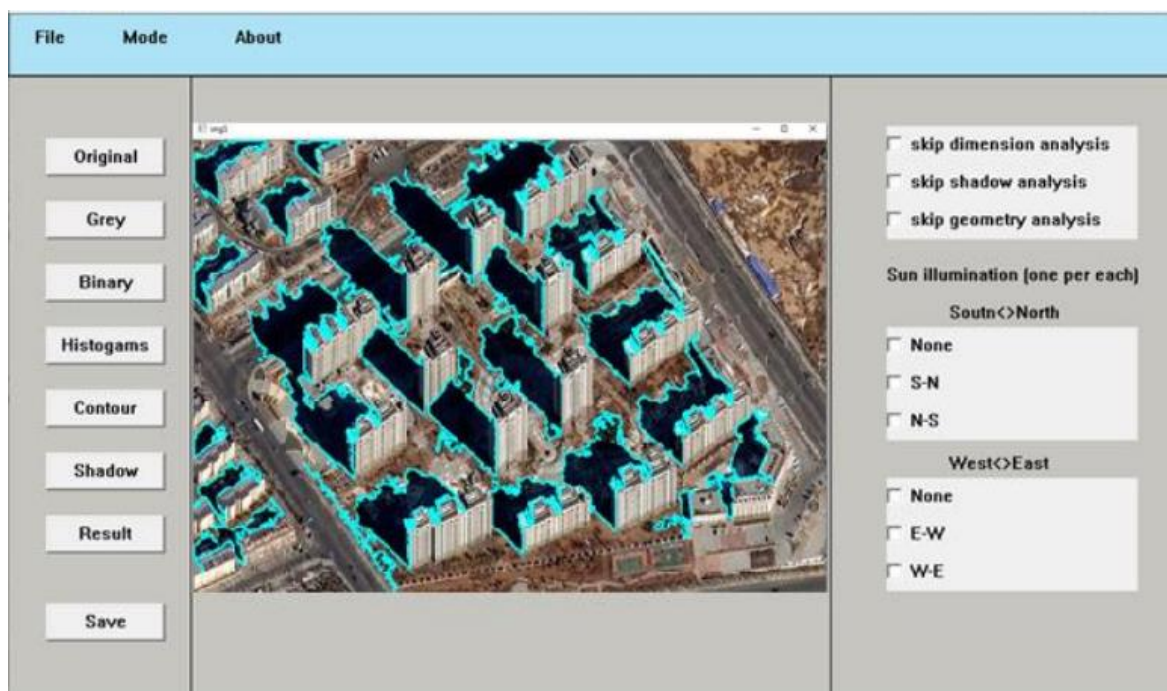 File Mode About
Original
Grey
Binary
Histogams
Contour
Shadow
Result
Save
img3
skip dimension analysis
skip shadow analysis
skip geometry analysis
Sun illumination (one per each)
Soutn<>North
None
S-N
N-S
West<>East
None
E-W
W-E